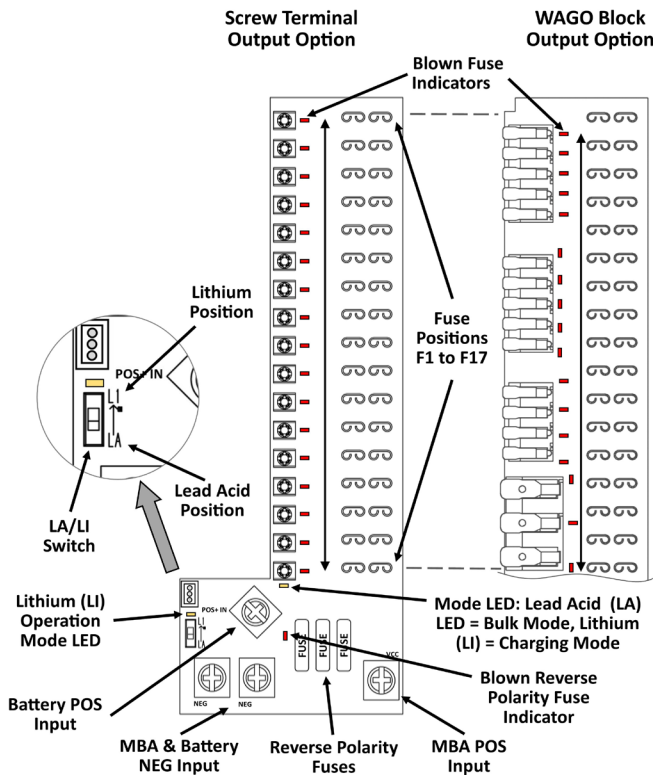 Screw Terminal
Output Option
WAGO Block
Output Option
Blown Fuse
Indicators
Lithium
Position
Fuse
Positions
F1 to F17
POS+ IN
LI
LA
Lead Acid
Position
LA/LI
Switch
Lithium (LI)
Operation
Mode LED
POS+ IN
LI
LA
Mode LED: Lead Acid (LA)
LED = Bulk Mode, Lithium
(LI) = Charging Mode
FUSE
FUSE
FUSE
VCC
NEG
NEG
Blown Reverse
Polarity Fuse
Indicator
Battery POS
Input
MBA & Battery
NEG Input
Reverse Polarity
Fuses
MBA POS
Input